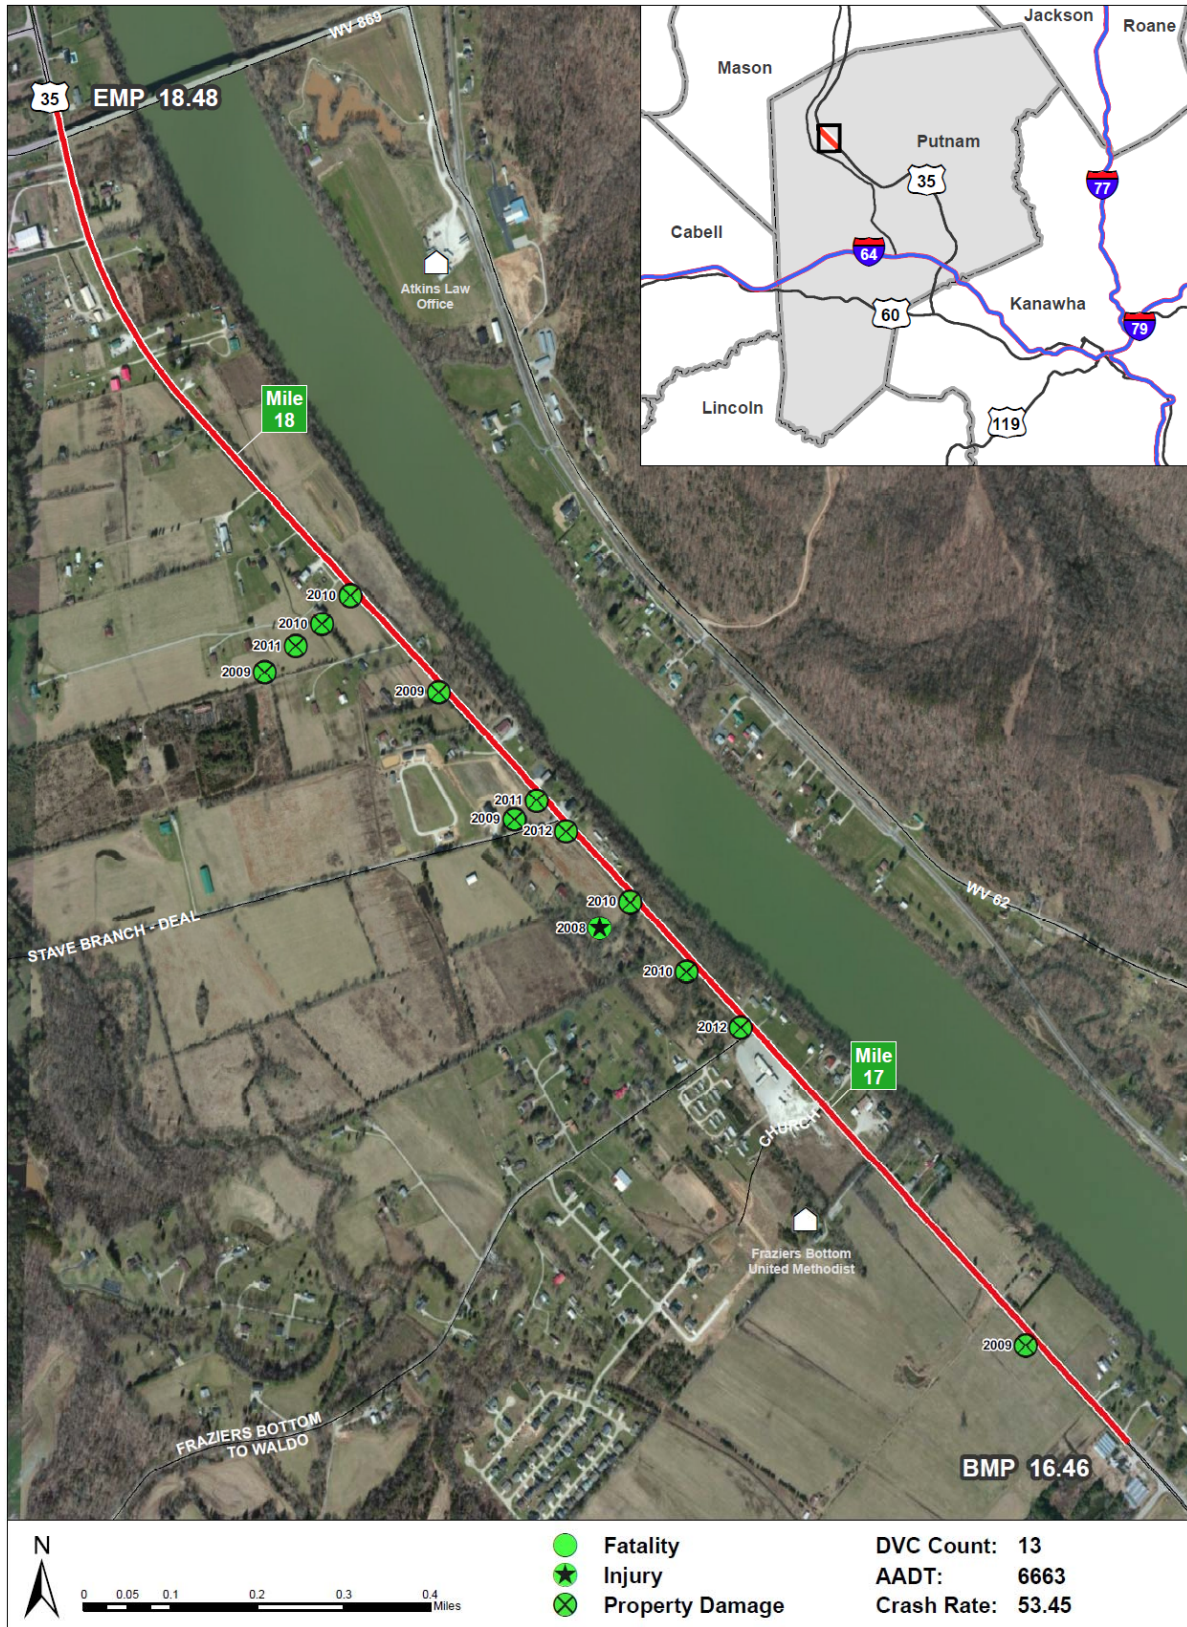 WV 869
35
EMP 18.48
Jackson
Roane
Mason
Putnam
35
77
Cabell
64
Kanawha
60
79
Lincoln
119
Atkins Law
Office
Mile
18
2010
2010
2011
2009
2009
2011
2009
2012
2010
2008
WV 62
STAVE BRANCH - DEAL
2010
2012
Mile
17
CHURCH
Fraziers Bottom
United Methodist
2009
FRAZIERS BOTTOM
TO WALDO
BMP 16.46
N
0 0.05 0.1 0.2 0.3 0.4
Miles
Fatality
Injury
Property Damage
DVC Count: 13
AADT: 6663
Crash Rate: 53.45